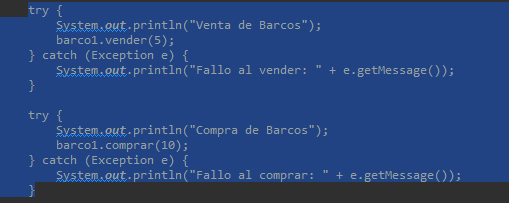 try {
System.out.println("Venta de Barcos");
barco1.vender(5);
} catch (Exception e) {
System.out.println("Fallo al vender: " + e.getMessage());
}
try {
System.out.println("Compra de Barcos");
barco1.comprar(10);
} catch (Exception e) {
System.out.println("Fallo al comprar: " + e.getMessage());
}